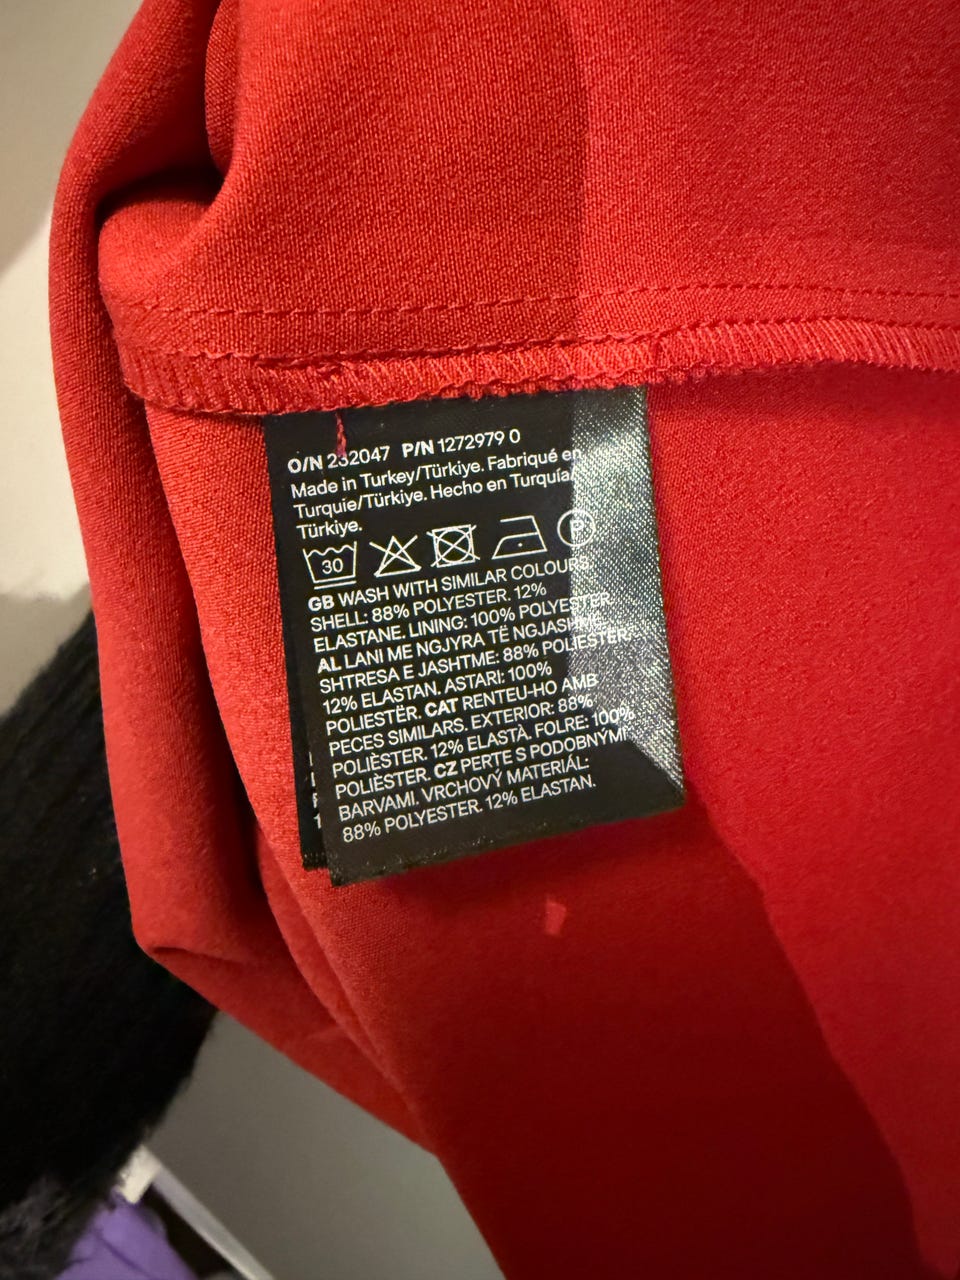 O/N 232047 P/N 1272979 0
Made in Turkey/Türkiye. Fabriqué en
Turquie/Türkiye. Hecho en Turquía/
Türkiye.
30 P
GB WASH WITH SIMILAR COLOURS
SHELL: 88% POLYESTER. 12%
ELASTANE. LINING: 100% POLYESTER.
AL LANI ME NGJYRA TË NGJASHME.
SHTRESA E JASHTME: 88% POLIESTËR.
12% ELASTAN. ASTARI: 100%
POLIESTËR. CAT RENTEU-HO AMB
PECES SIMILARS. EXTERIOR: 88%
POLIÈSTER. 12% ELASTÀ. FOLRE: 100%
POLIÈSTER. CZ PERTE S PODOBNÝMI
BARVAMI. VRCHOVÝ MATERIÁL:
88% POLYESTER. 12% ELASTAN.